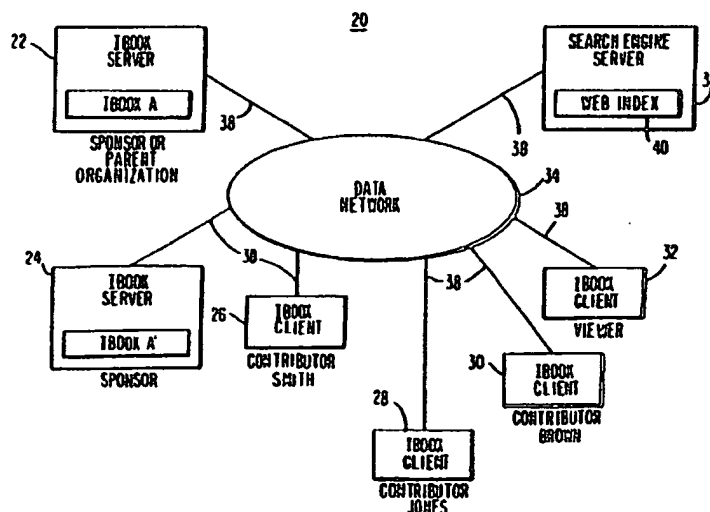 20
22
IBOOK
SERVER
IBOOK A
SPONSOR OR
PARENT
ORGANIZATION
38
SEARCH ENGINE
SERVER
WEB INDEX
3
40
38
DATA
NETWORK
34
38
24
IBOOK
SERVER
IBOOK A'
SPONSOR
38
26
IBOOK
CLIENT
CONTRIBUTOR
SMITH
38
32
IBOOK
CLIENT
VIEWER
30
IBOOK
CLIENT
CONTRIBUTOR
BROWN
28
IBOOK
CLIENT
CONTRIBUTOR
JONES